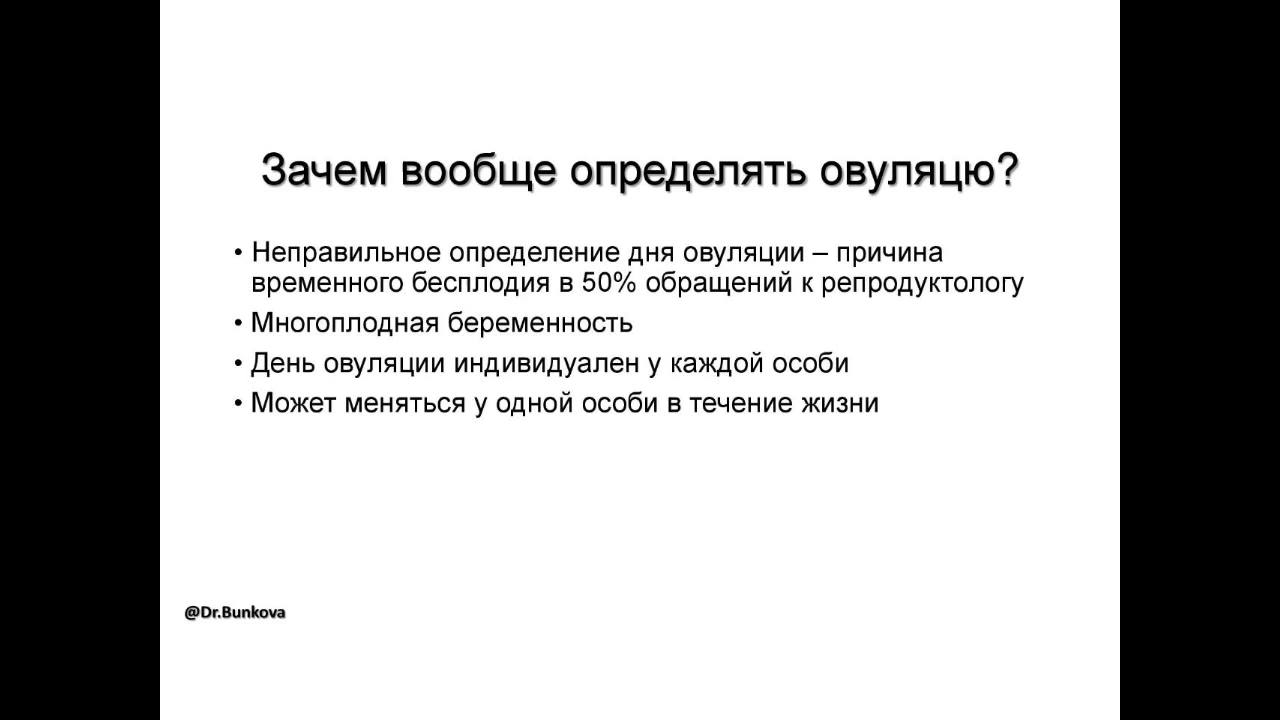 Зачем вообще определять овуляцю?
• Неправильное определение дня овуляции – причина
временного бесплодия в 50% обращений к репродуктологу
• Многоплодная беременность
• День овуляции индивидуален у каждой особи
• Может меняться у одной особи в течение жизни
@Dr.Bunkova